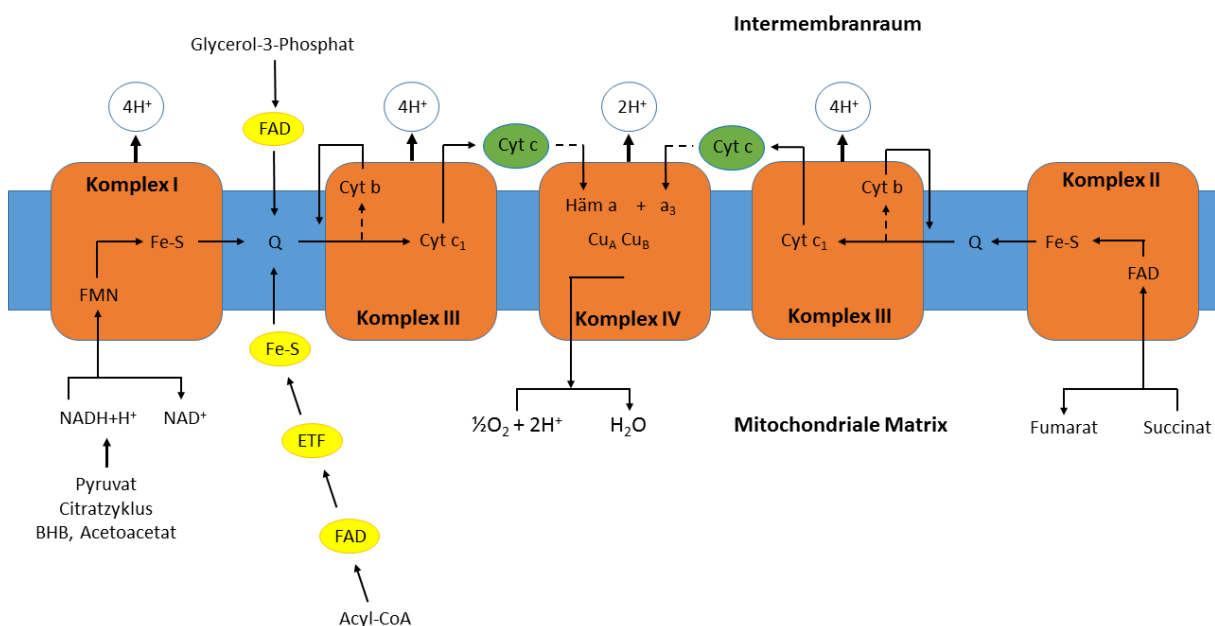 Intermembranraum
Glycerol-3-Phosphat
4H⁺
FAD
4H⁺
2H⁺
4H⁺
Cyt c
Cyt c
Komplex I
Cyt b
Cyt b
Komplex II
Häm a + a₃
Fe-S
Q
Cyt c₁
Cu_A Cu_B
Cyt c₁
Q
Fe-S
FMN
FAD
Komplex III
Komplex IV
Komplex III
Fe-S
NADH+H⁺
NAD⁺
½O₂ + 2H⁺
H₂O
Mitochondriale Matrix
Fumarat
Succinat
ETF
Pyruvat
Citratzyklus
BHB, Acetoacetat
FAD
Acyl-CoA